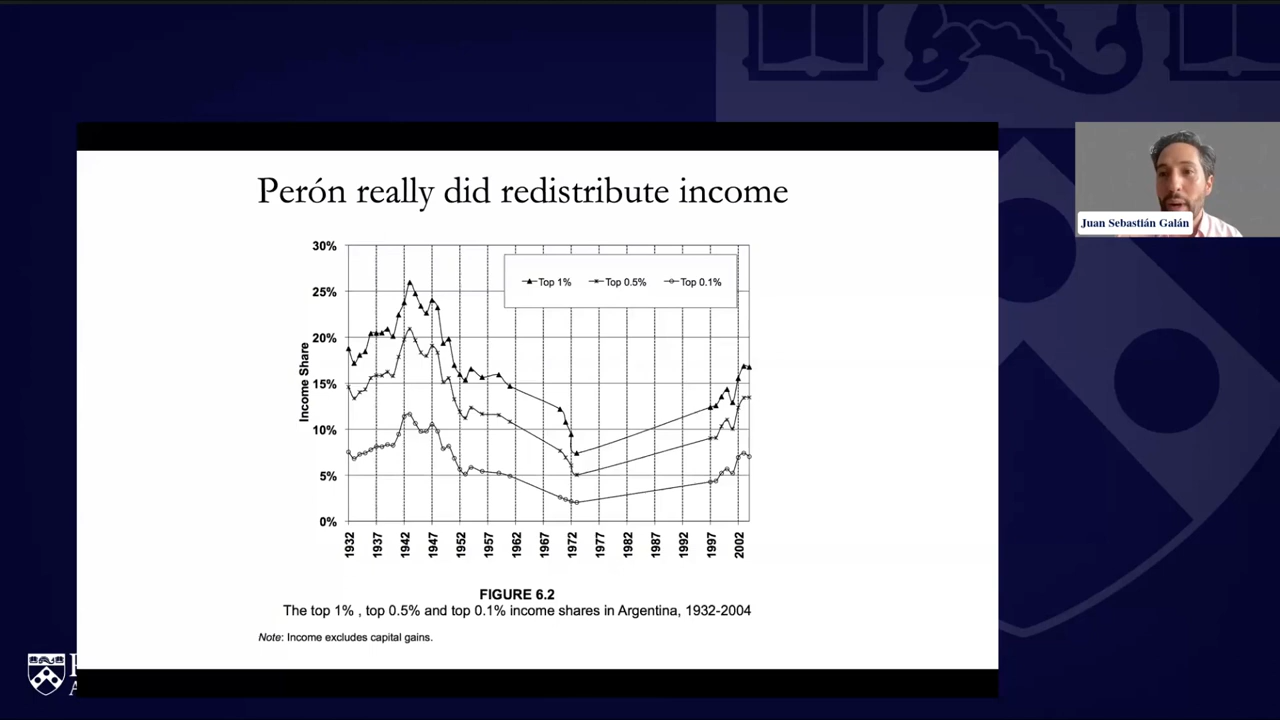 Perón really did redistribute income
30%
25%
20%
15%
10%
5%
0%
Income Share
Top 1%
Top 0.5%
Top 0.1%
1932
1937
1942
1947
1952
1957
1962
1967
1972
1977
1982
1987
1992
1997
2002
FIGURE 6.2
The top 1% , top 0.5% and top 0.1% income shares in Argentina, 1932-2004
Note: Income excludes capital gains.
Juan Sebastián Galán